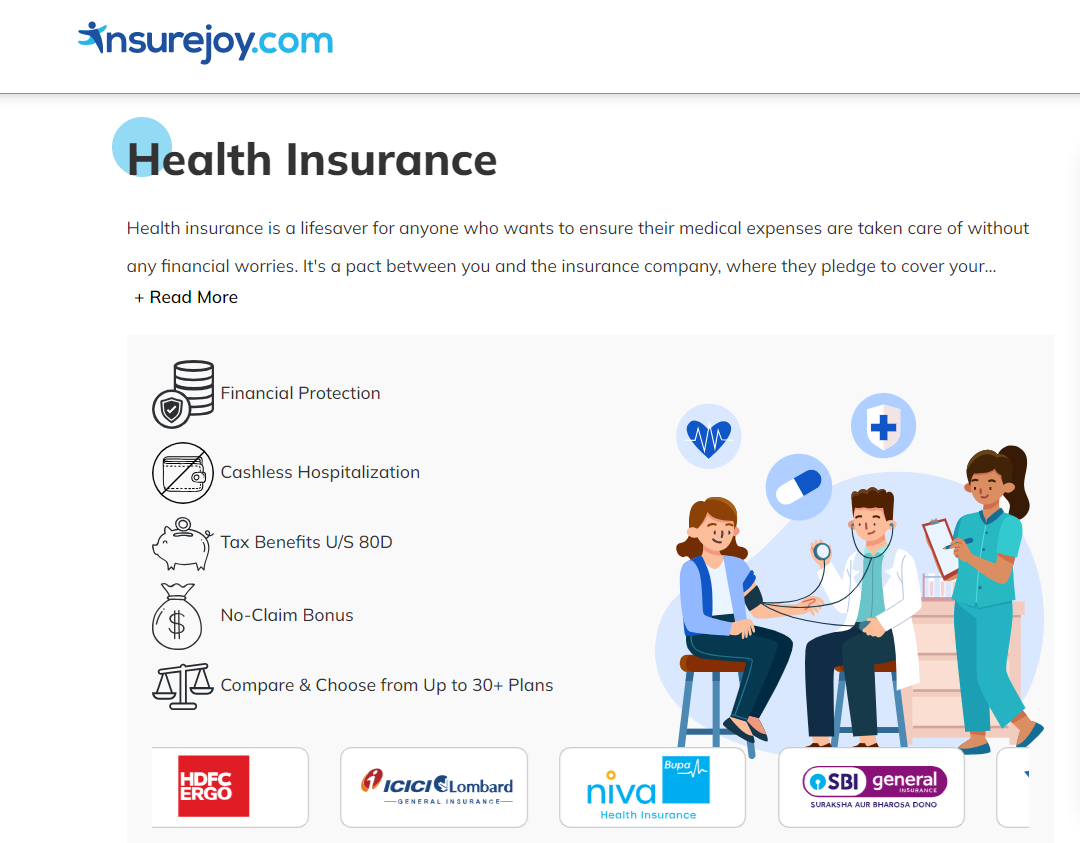 insurejoy.com
Health Insurance
Health insurance is a lifesaver for anyone who wants to ensure their medical expenses are taken care of without
any financial worries. It's a pact between you and the insurance company, where they pledge to cover your...
+ Read More
Financial Protection
Cashless Hospitalization
Tax Benefits U/S 80D
No-Claim Bonus
$
Compare & Choose from Up to 30+ Plans
HDFC
ERGO
ICICI Lombard
GENERAL INSURANCE
Bupa
niva
Health Insurance
SBI general
INSURANCE
SURAKSHA AUR BHAROSA DONO